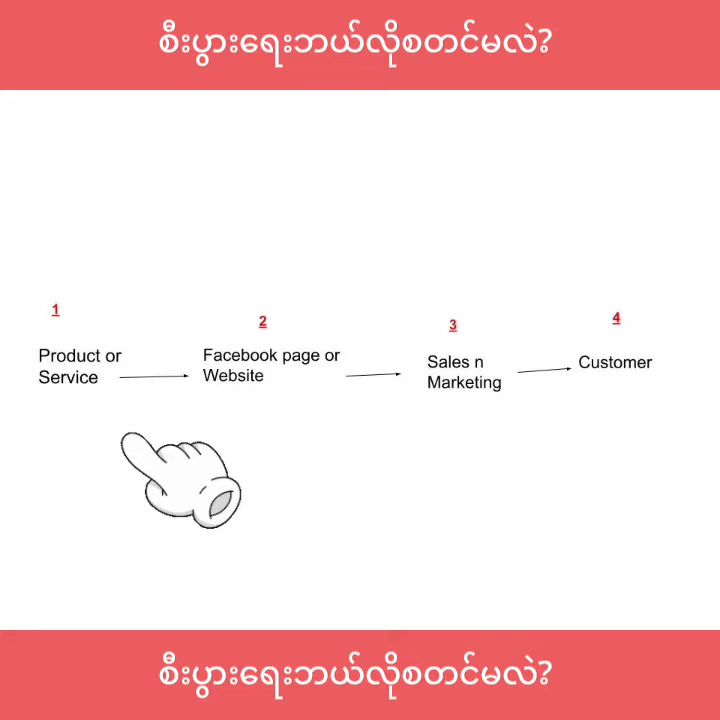 စီးပွားရေးဘယ်လိုစတင်မလဲ?
1
2
3
4
Product or
Service
Facebook page or
Website
Sales n
Marketing
Customer
စီးပွားရေးဘယ်လိုစတင်မလဲ?